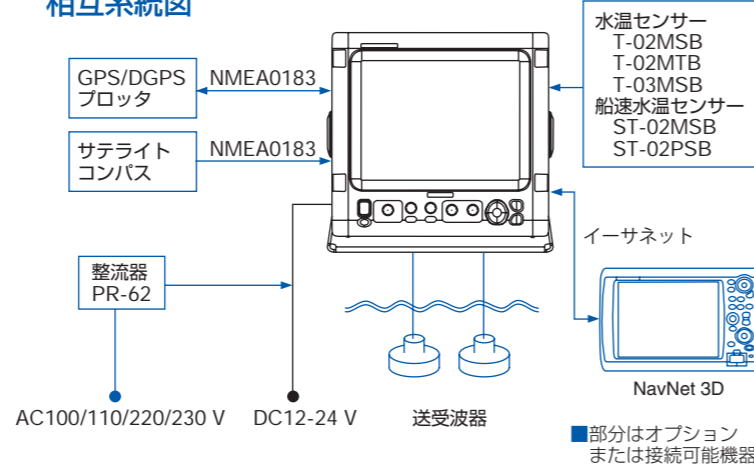 相互系統図
GPS/DGPS
プロッタ
NMEA0183
サテライト
コンパス
NMEA0183
水温センサー
T-02MSB
T-02MTB
T-03MSB
船速水温センサー
ST-02MSB
ST-02PSB
イーサネット
整流器
PR-62
NavNet 3D
AC100/110/220/230 V
DC12-24 V
送受波器
■部分はオプション
または接続可能機器